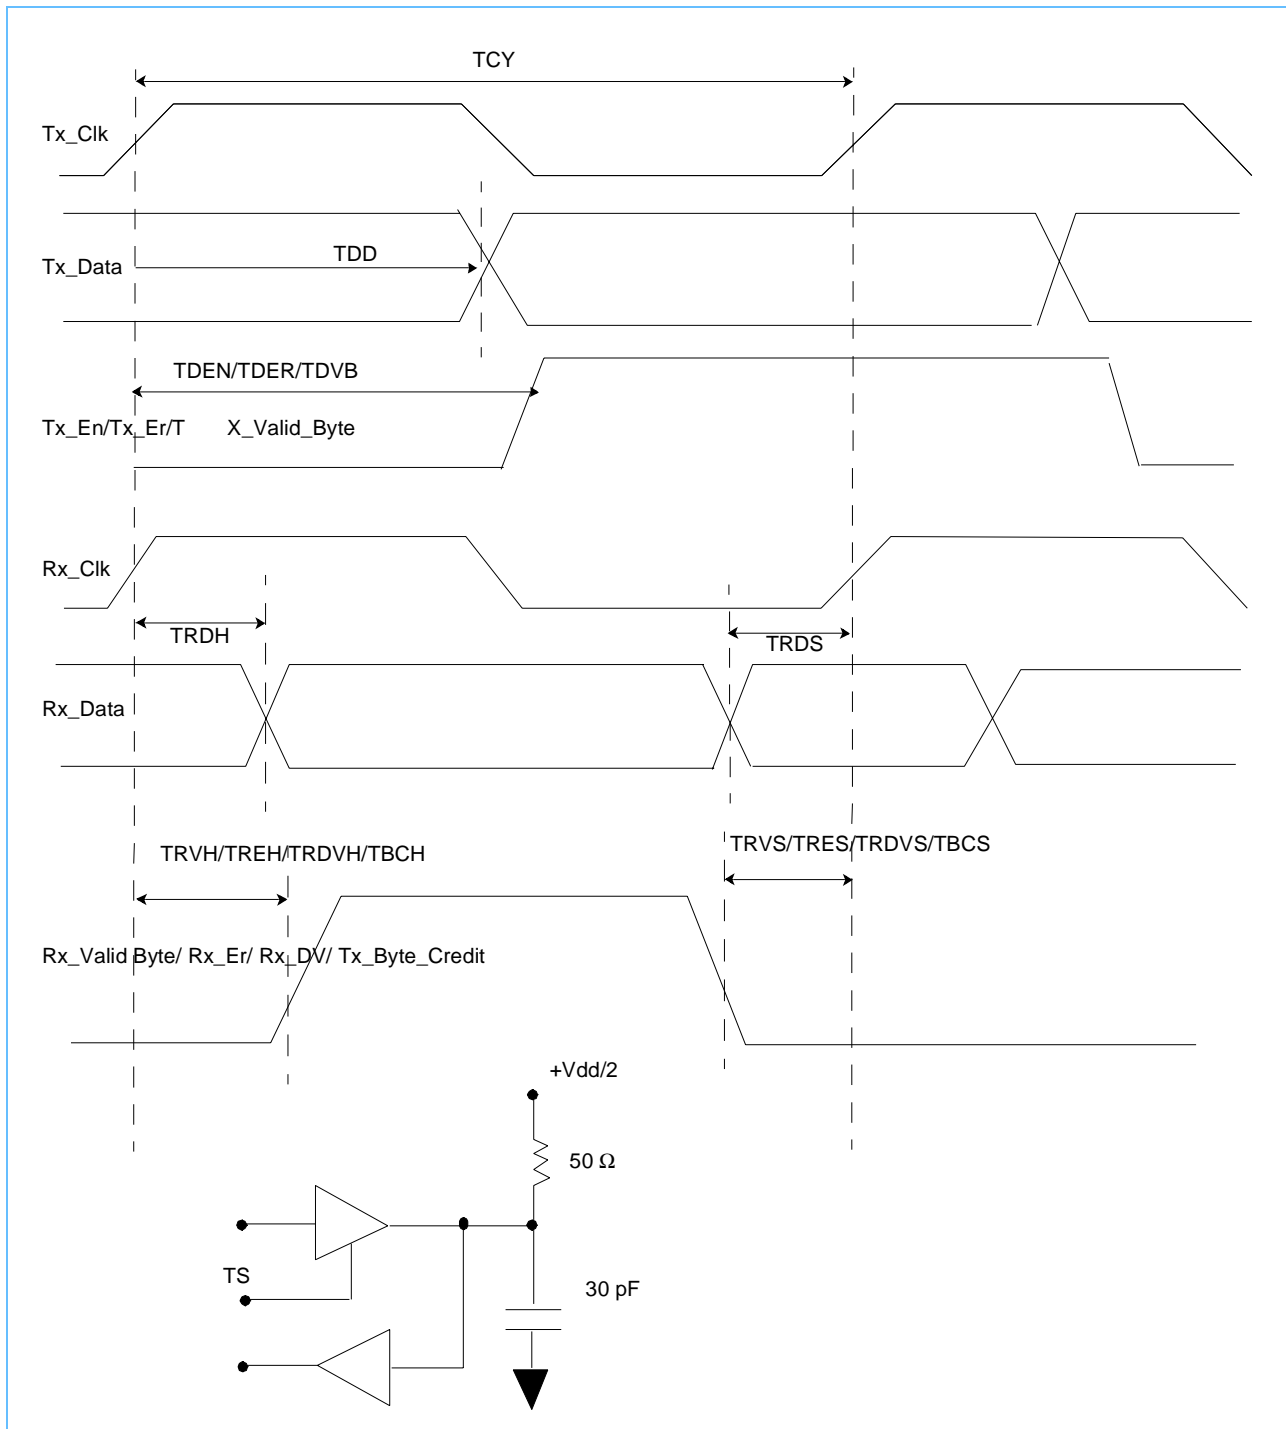 TCY
Tx_Clk
TDD
Tx_Data
TDEN/TDER/TDVB
Tx_En/Tx_Er/T X_Valid_Byte
Rx_Clk
TRDH
TRDS
Rx_Data
TRVS/TRES/TRDVS/TBCS
TRVH/TREH/TRDVH/TBCH
Rx_Valid Byte/ Rx_Er/ Rx_DV/ Tx_Byte_Credit
+Vdd/2
50 Ω
TS
30 pF